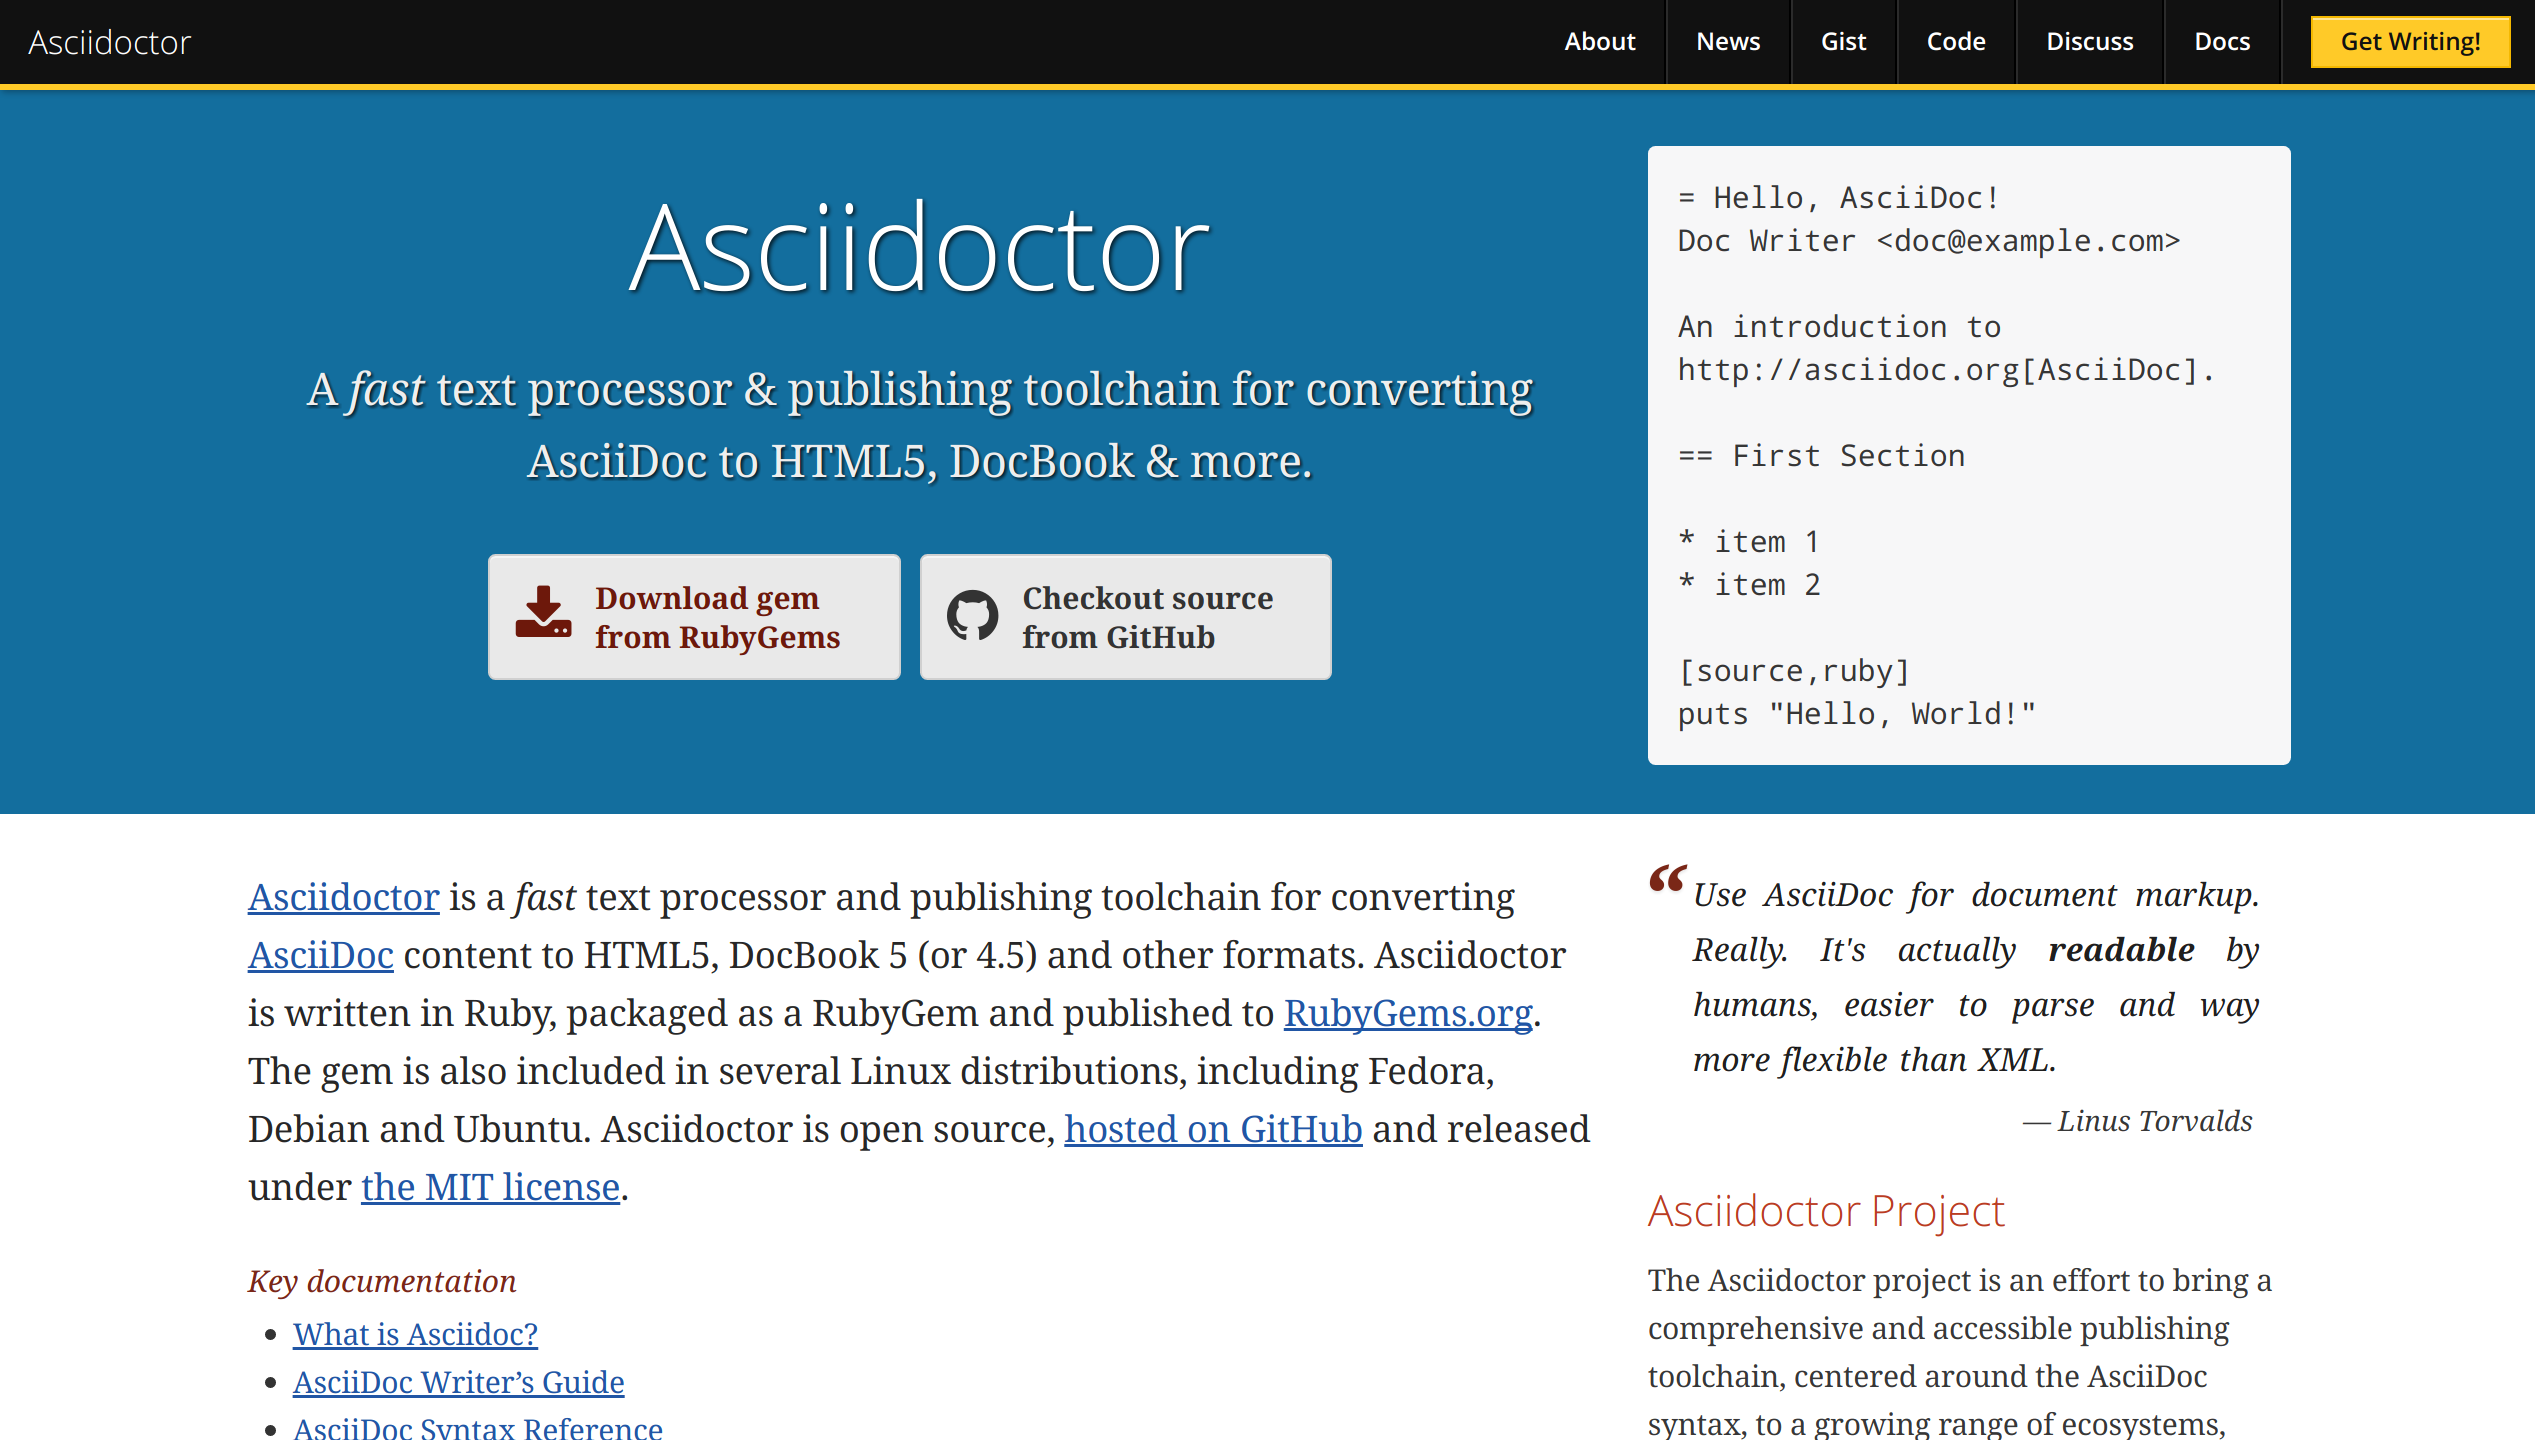 Asciidoctor
About
News
Gist
Code
Discuss
Docs
Get Writing!
Asciidoctor
A fast text processor & publishing toolchain for converting
AsciiDoc to HTML5, DocBook & more.
Download gem
from RubyGems
Checkout source
from GitHub
= Hello, AsciiDoc!
Doc Writer <doc@example.com>
An introduction to
http://asciidoc.org[AsciiDoc].
== First Section
* item 1
* item 2
[source,ruby]
puts "Hello, World!"
Asciidoctor is a fast text processor and publishing toolchain for converting
AsciiDoc content to HTML5, DocBook 5 (or 4.5) and other formats. Asciidoctor
is written in Ruby, packaged as a RubyGem and published to RubyGems.org.
The gem is also included in several Linux distributions, including Fedora,
Debian and Ubuntu. Asciidoctor is open source, hosted on GitHub and released
under the MIT license.
Key documentation
• What is Asciidoc?
• AsciiDoc Writer’s Guide
• AsciiDoc Syntax Reference
“Use AsciiDoc for document markup.
Really. It's actually readable by
humans, easier to parse and way
more flexible than XML.
— Linus Torvalds
Asciidoctor Project
The Asciidoctor project is an effort to bring a
comprehensive and accessible publishing
toolchain, centered around the AsciiDoc
syntax, to a growing range of ecosystems,